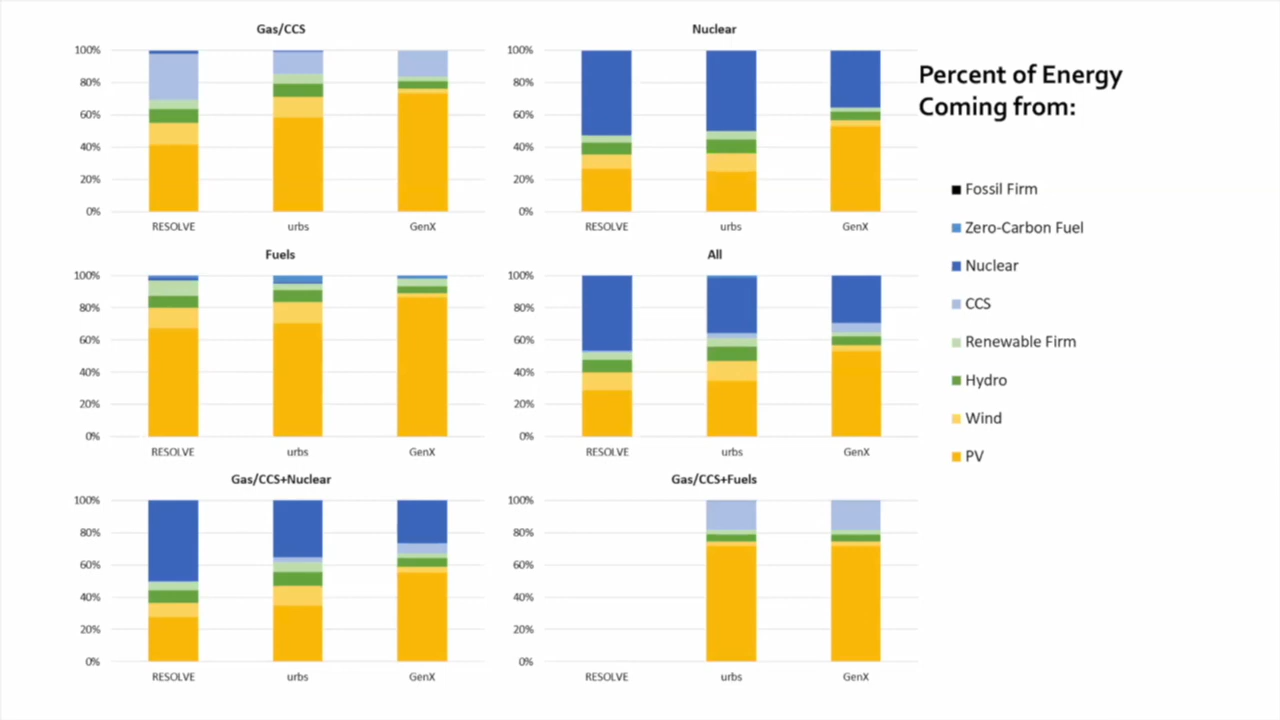 Gas/CCS
100%
80%
60%
40%
20%
0%
RESOLVE urbs GenX
Nuclear
100%
80%
60%
40%
20%
0%
RESOLVE urbs GenX
Percent of Energy
Coming from:
Fossil Firm
Zero-Carbon Fuel
Nuclear
CCS
Renewable Firm
Hydro
Wind
PV
Fuels
100%
80%
60%
40%
20%
0%
RESOLVE urbs GenX
All
100%
80%
60%
40%
20%
0%
RESOLVE urbs GenX
Gas/CCS+Nuclear
100%
80%
60%
40%
20%
0%
RESOLVE urbs GenX
Gas/CCS+Fuels
100%
80%
60%
40%
20%
0%
RESOLVE urbs GenX